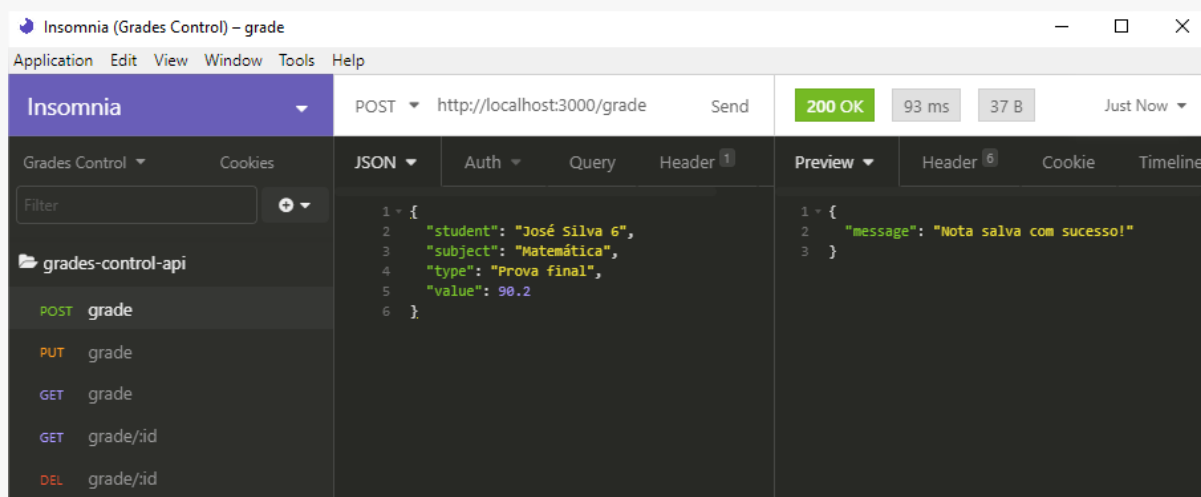 Insomnia (Grades Control) – grade
Application Edit View Window Tools Help
Insomnia
POST http://localhost:3000/grade Send
200 OK 93 ms 37 B Just Now
Grades Control Cookies
JSON Auth Query Header 1
Preview Header 6 Cookie Timeline
Filter
grades-control-api
POST grade
PUT grade
GET grade
GET grade/:id
DEL grade/:id
1 {
2 "student": "José Silva 6",
3 "subject": "Matemática",
4 "type": "Prova final",
5 "value": 90.2
6 }
1 {
2 "message": "Nota salva com sucesso!"
3 }